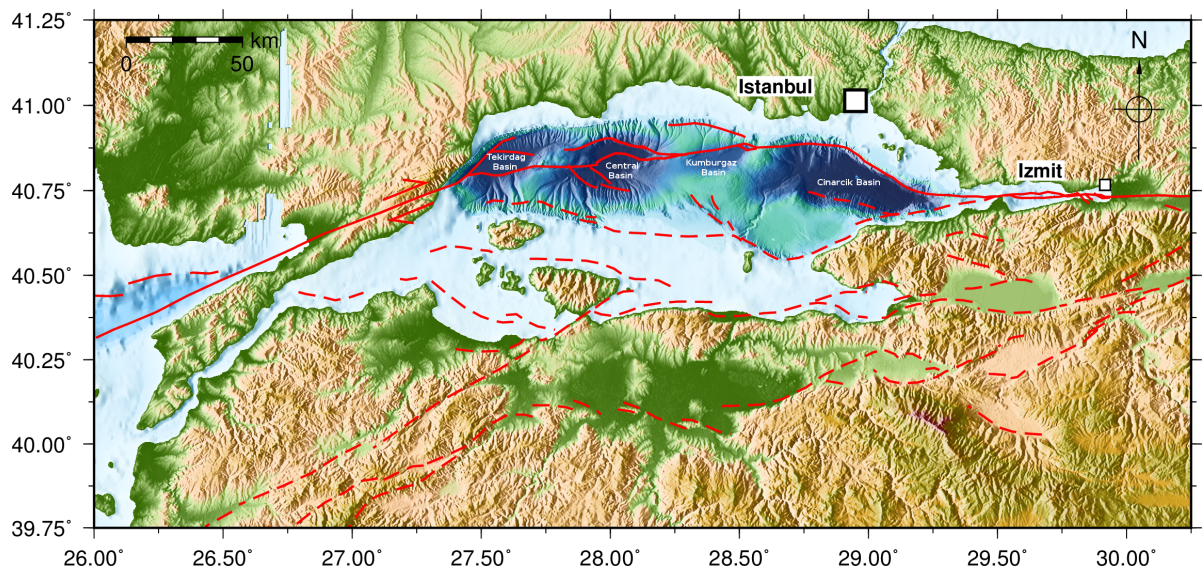 41.25°
41.00°
40.75°
40.50°
40.25°
40.00°
39.75°
km
0 50
N
Istanbul
Izmit
Tekirdag
Basin
Central
Basin
Kumburgaz
Basin
Cinarcik Basin
26.00° 26.50° 27.00° 27.50° 28.00° 28.50° 29.00° 29.50° 30.00°